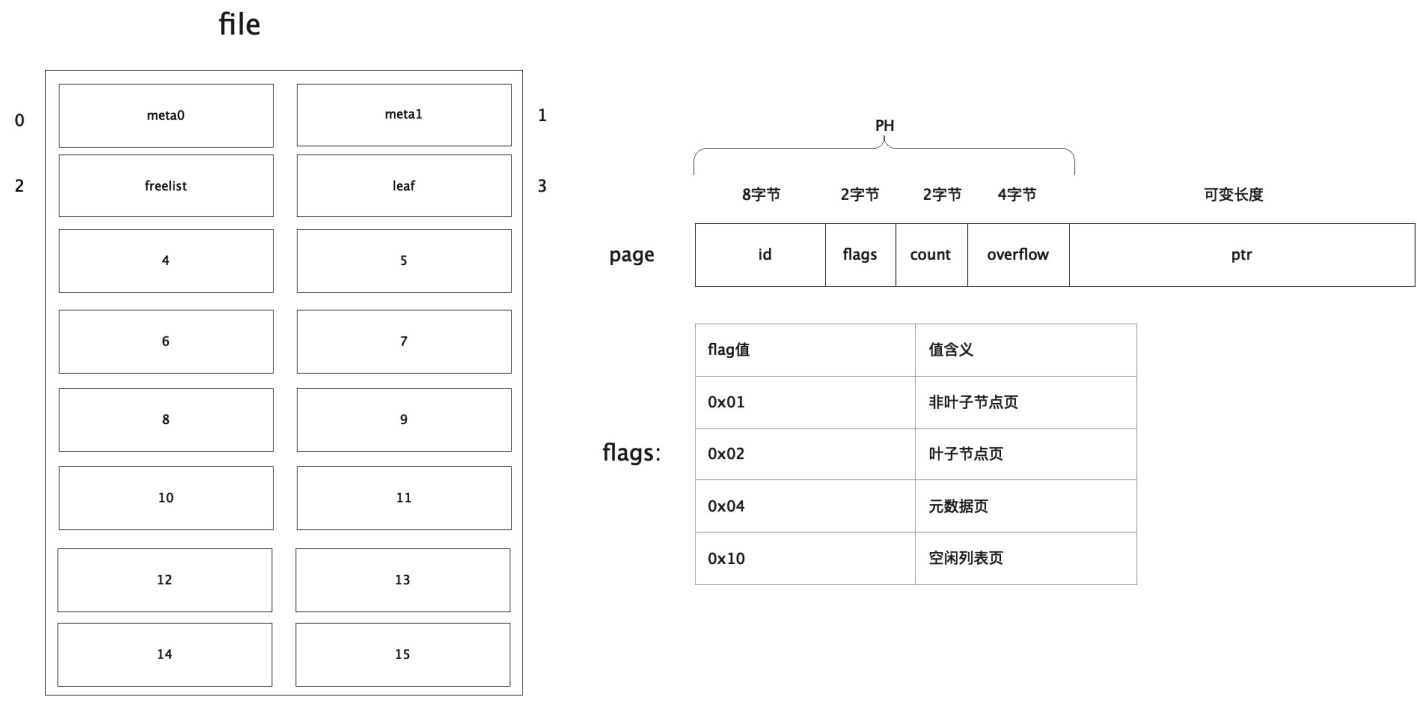 file
0
meta0
meta1
1
2
freelist
leaf
3
4
5
6
7
8
9
10
11
12
13
14
15
PH
8字节
2字节
2字节
4字节
可变长度
page
id
flags
count
overflow
ptr
flags:
flag值
值含义
0x01
非叶子节点页
0x02
叶子节点页
0x04
元数据页
0x10
空闲列表页